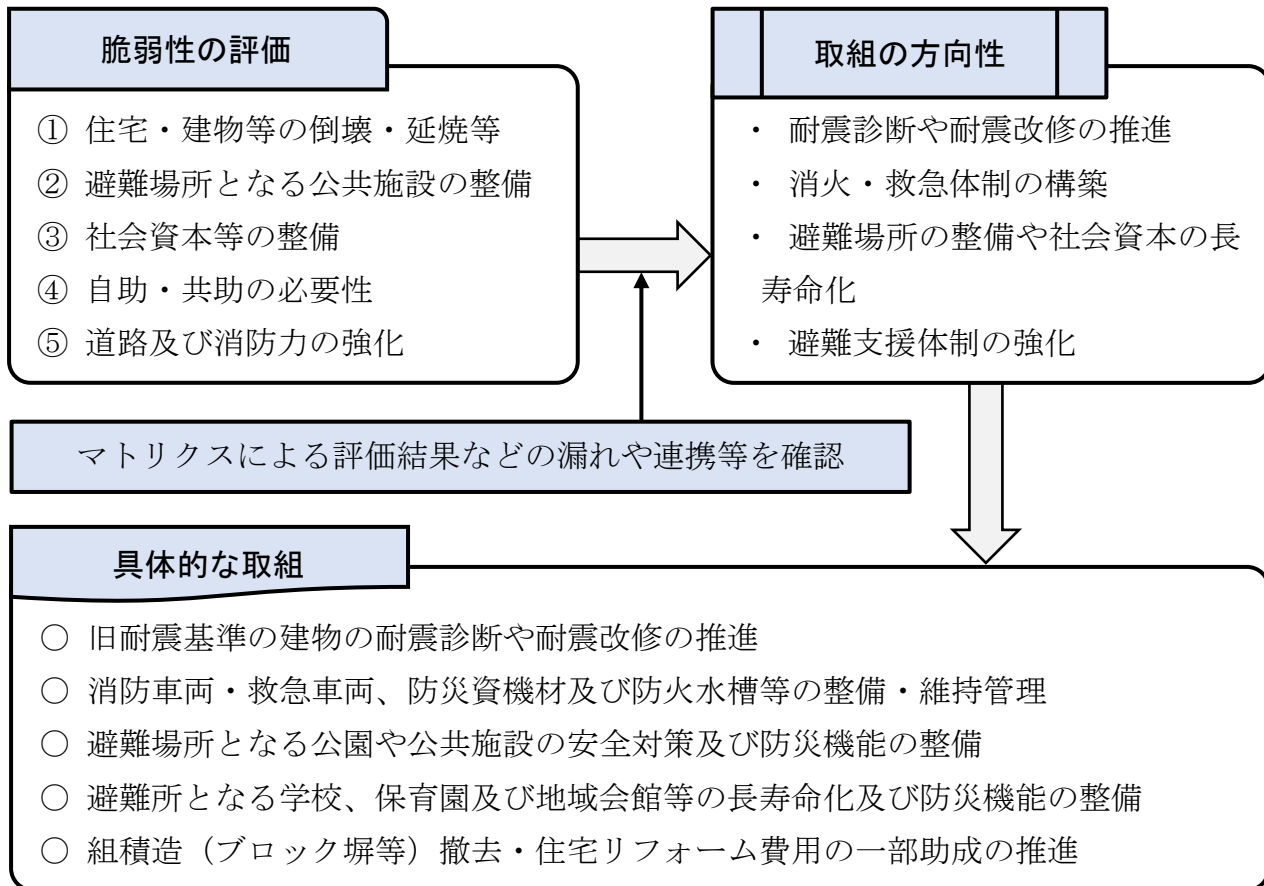 脆弱性の評価
① 住宅・建物等の倒壊・延焼等
② 避難場所となる公共施設の整備
③ 社会資本等の整備
④ 自助・共助の必要性
⑤ 道路及び消防力の強化
取組の方向性
・ 耐震診断や耐震改修の推進
・ 消火・救急体制の構築
・ 避難場所の整備や社会資本の長
寿命化
・ 避難支援体制の強化
マトリクスによる評価結果などの漏れや連携等を確認
具体的な取組
○ 旧耐震基準の建物の耐震診断や耐震改修の推進
○ 消防車両・救急車両、防災資機材及び防火水槽等の整備・維持管理
○ 避難場所となる公園や公共施設の安全対策及び防災機能の整備
○ 避難所となる学校、保育園及び地域会館等の長寿命化及び防災機能の整備
○ 組積造（ブロック塀等）撤去・住宅リフォーム費用の一部助成の推進